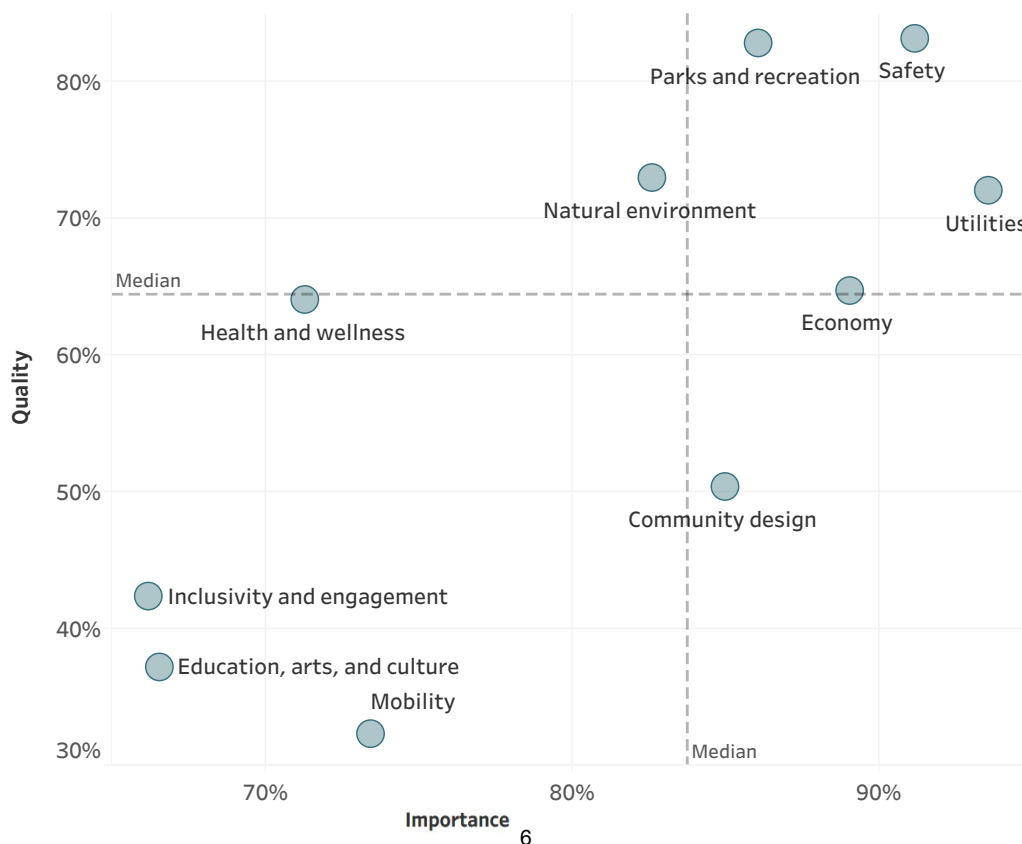 80%
Parks and recreation
Safety
Natural environment
70%
Utilities
Median
Health and wellness
Economy
60%
Quality
50%
Community design
Inclusivity and engagement
40%
Education, arts, and culture
Mobility
30%
Median
70%
80%
90%
Importance
6